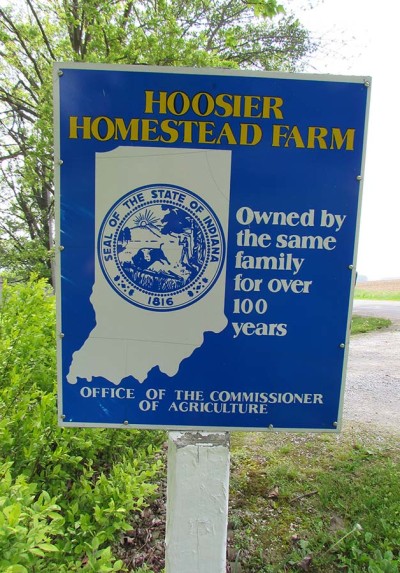 HOOSIER
HOMESTEAD FARM
SEAL OF THE STATE OF INDIANA
1816
Owned by
the same
family
for over
100
years
OFFICE OF THE COMMISSIONER
OF AGRICULTURE